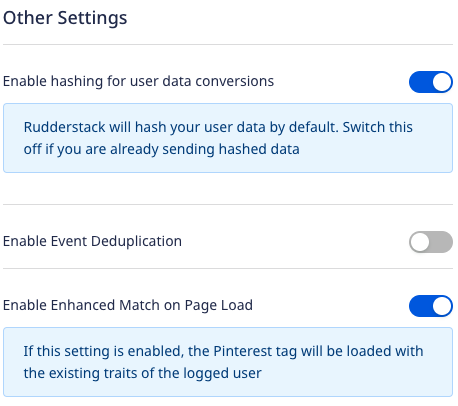 Other Settings
Enable hashing for user data conversions
Rudderstack will hash your user data by default. Switch this
off if you are already sending hashed data
Enable Event Deduplication
Enable Enhanced Match on Page Load
If this setting is enabled, the Pinterest tag will be loaded with
the existing traits of the logged user